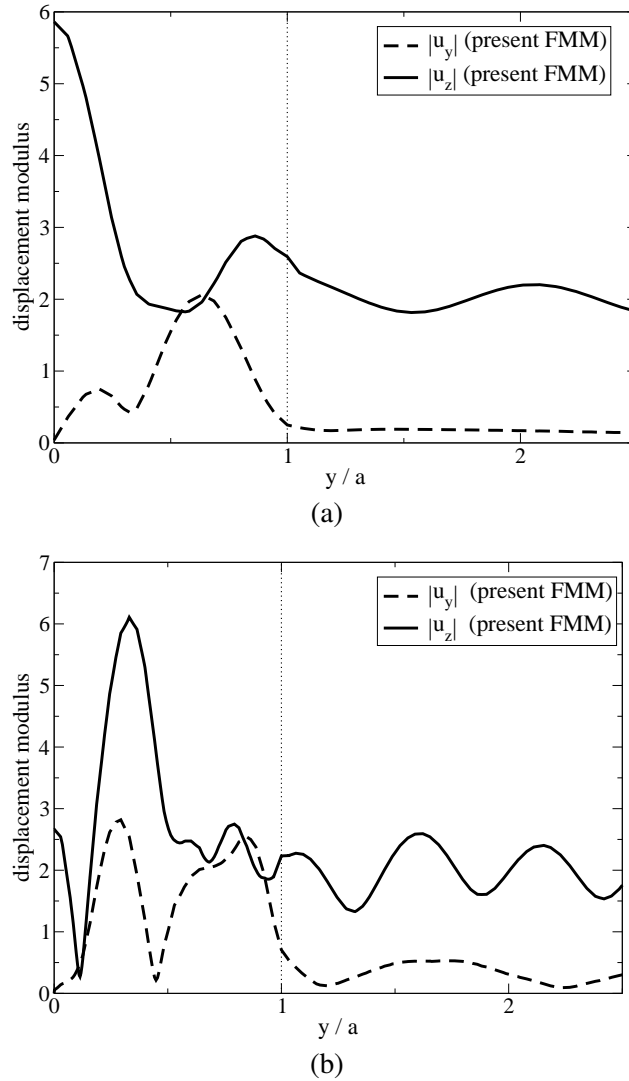 6
5
4
3
2
1
0
displacement modulus
|u_y| (present FMM)
|u_z| (present FMM)
0 1 2
y / a
(a)
7
6
5
4
3
2
1
0
displacement modulus
|u_y| (present FMM)
|u_z| (present FMM)
0 1 2
y / a
(b)